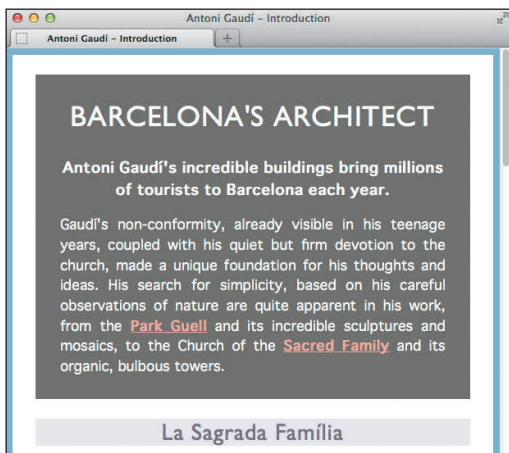 Antoni Gaudí – Introduction
Antoni Gaudí – Introduction
BARCELONA'S ARCHITECT
Antoni Gaudí's incredible buildings bring millions
of tourists to Barcelona each year.
Gaudí's non-conformity, already visible in his teenage
years, coupled with his quiet but firm devotion to the
church, made a unique foundation for his thoughts and
ideas. His search for simplicity, based on his careful
observations of nature are quite apparent in his work,
from the Park Guell and its incredible sculptures and
mosaics, to the Church of the Sacred Family and its
organic, bulbous towers.
La Sagrada Família